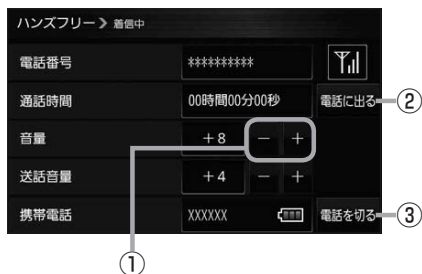 ハンズフリー 》 着信中
電話番号 **********
通話時間 00時間00分00秒 電話に出る ②
音量 +8 － ＋
送話音量 +4 － ＋
携帯電話 XXXXXX 電話を切る ③
①